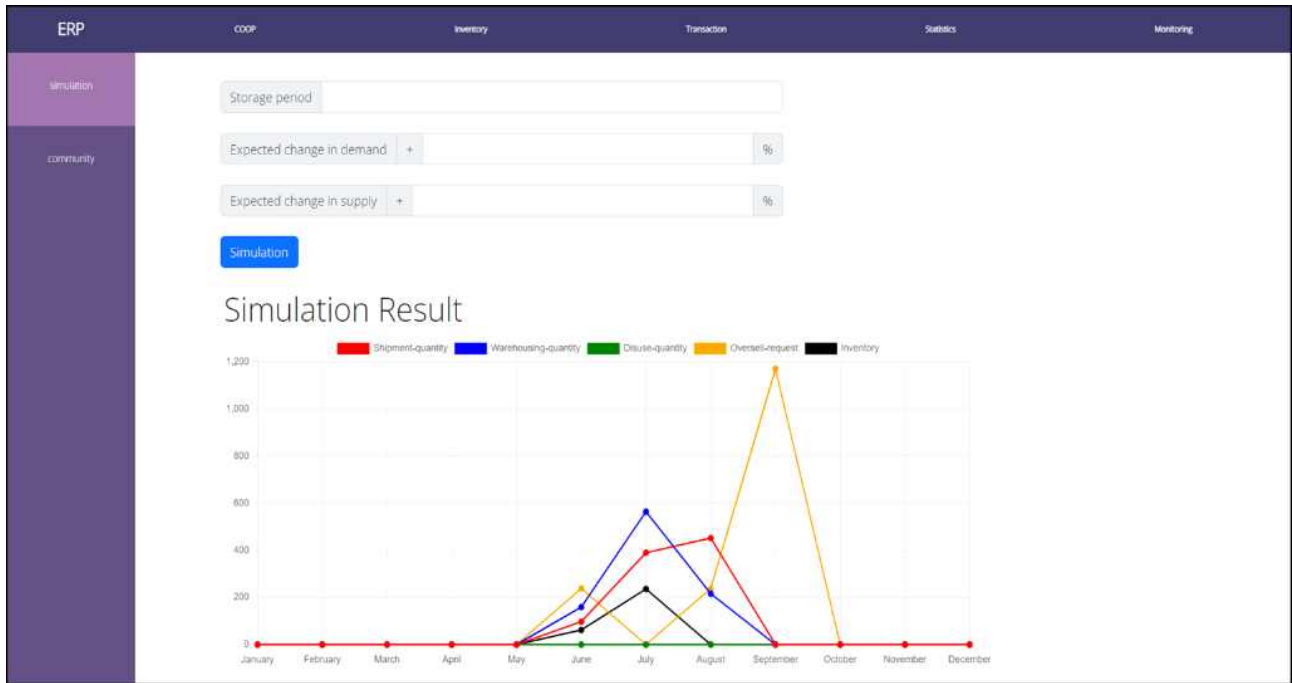 ERP COOP Inventory Transaction Statistics Monitoring
simulation
community
Storage period
Expected change in demand + %
Expected change in supply + %
Simulation
Simulation Result
Shipment-quantity Warehousing-quantity Disuse-quantity Oversell-request Inventory
1,200
1,000
800
600
400
200
0
January February March April May June July August September October November December